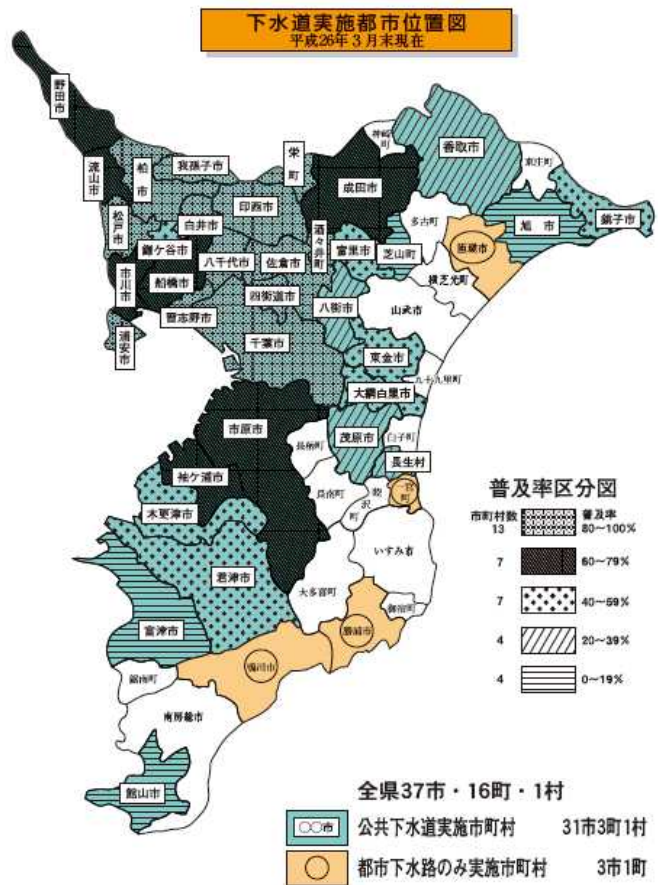 下水道実施都市位置図
平成26年3月末現在
野田市
流山市
柏市
我孫子市
栄町
神崎町
香取市
東庄町
成田市
松戸市
白井市
印西市
酒々井町
多古町
匝瑳市
旭市
銚子市
鎌ケ谷市
八千代市
佐倉市
富里市
芝山町
市川市
船橋市
四街道市
横芝光町
習志野市
八街市
山武市
浦安市
千葉市
東金市
九十九里町
大網白里市
市原市
長柄町
茂原市
白子町
長生村
袖ケ浦市
長南町
睦沢町
一宮町
木更津市
いすみ市
君津市
大多喜町
御宿町
富津市
勝浦市
鴨川市
鋸南町
南房総市
館山市
普及率区分図
市町村数 普及率
13 80~100%
7 60~79%
7 40~59%
4 20~39%
4 0~19%
全県37市・16町・1村
○○市 公共下水道実施市町村 31市3町1村
都市下水路のみ実施市町村 3市1町